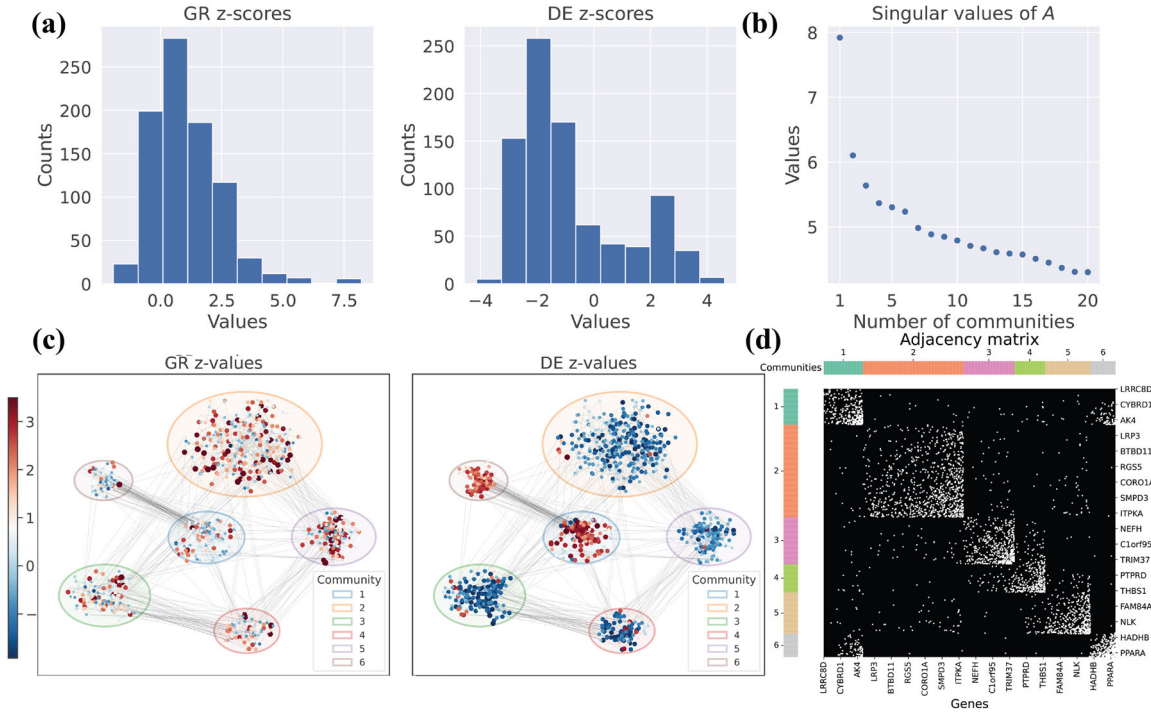 (a)
GR z-scores
DE z-scores
(b)
Singular values of A
Counts
250
200
150
100
50
0
0.0
2.5
5.0
7.5
Values
Counts
250
200
150
100
50
0
−4
−2
0
2
4
Values
Values
8
7
6
5
1
5
10
15
20
Number of communities
(c)
GR z-values
DE z-values
3
2
1
0
Community
1
2
3
4
5
6
Community
1
2
3
4
5
6
(d)
Adjacency matrix
Communities
1
2
3
4
5
6
1
2
3
4
5
6
LRRC8D
CYBRD1
AK4
LRP3
BTBD11
RGS5
CORO1A
SMPD3
ITPKA
NEFH
C1orf95
TRIM37
PTPRD
THBS1
FAM84A
NLK
HADHB
PPARA
LRRC8D
CYBRD1
AK4
LRP3
BTBD11
RGS5
CORO1A
SMPD3
ITPKA
NEFH
C1orf95
TRIM37
PTPRD
THBS1
FAM84A
NLK
HADHB
PPARA
Genes